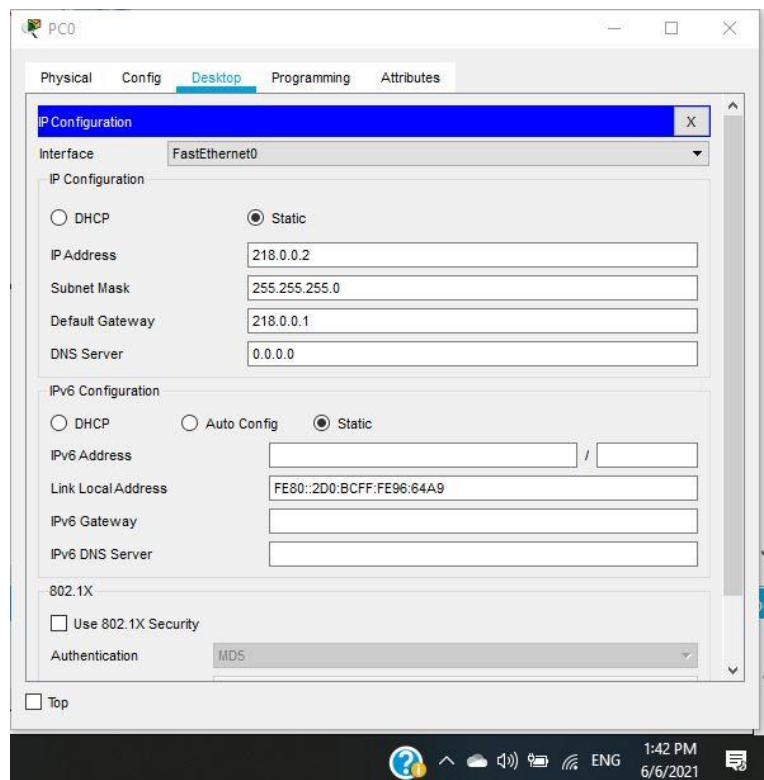 PC0
Physical Config Desktop Programming Attributes
IP Configuration X
Interface FastEthernet0
IP Configuration
DHCP Static
IP Address 218.0.0.2
Subnet Mask 255.255.255.0
Default Gateway 218.0.0.1
DNS Server 0.0.0.0
IPv6 Configuration
DHCP Auto Config Static
IPv6 Address /
Link Local Address FE80::2D0:BCFF:FE96:64A9
IPv6 Gateway
IPv6 DNS Server
802.1X
Use 802.1X Security
Authentication MD5
Top
ENG 1:42 PM
6/6/2021